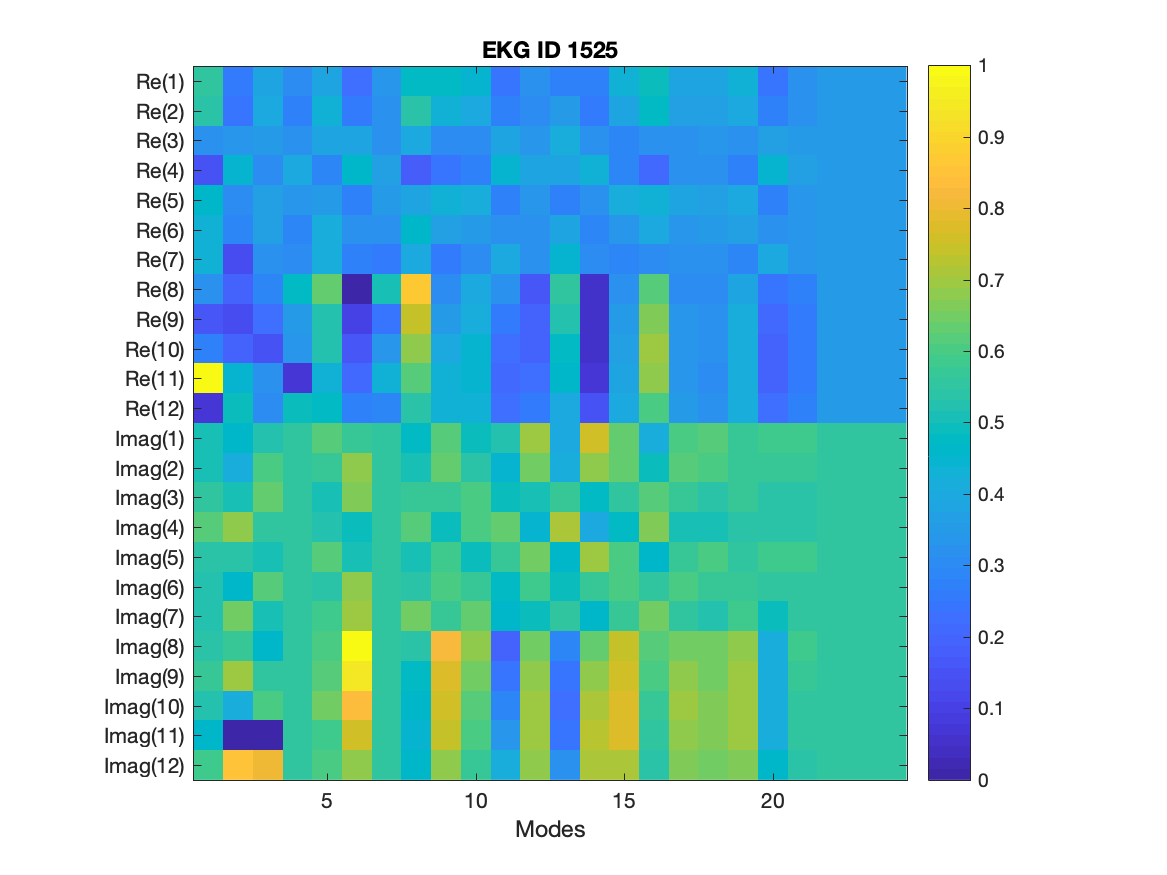 EKG ID 1525
Re(1)
Re(2)
Re(3)
Re(4)
Re(5)
Re(6)
Re(7)
Re(8)
Re(9)
Re(10)
Re(11)
Re(12)
Imag(1)
Imag(2)
Imag(3)
Imag(4)
Imag(5)
Imag(6)
Imag(7)
Imag(8)
Imag(9)
Imag(10)
Imag(11)
Imag(12)
5 10 15 20
Modes
1
0.9
0.8
0.7
0.6
0.5
0.4
0.3
0.2
0.1
0